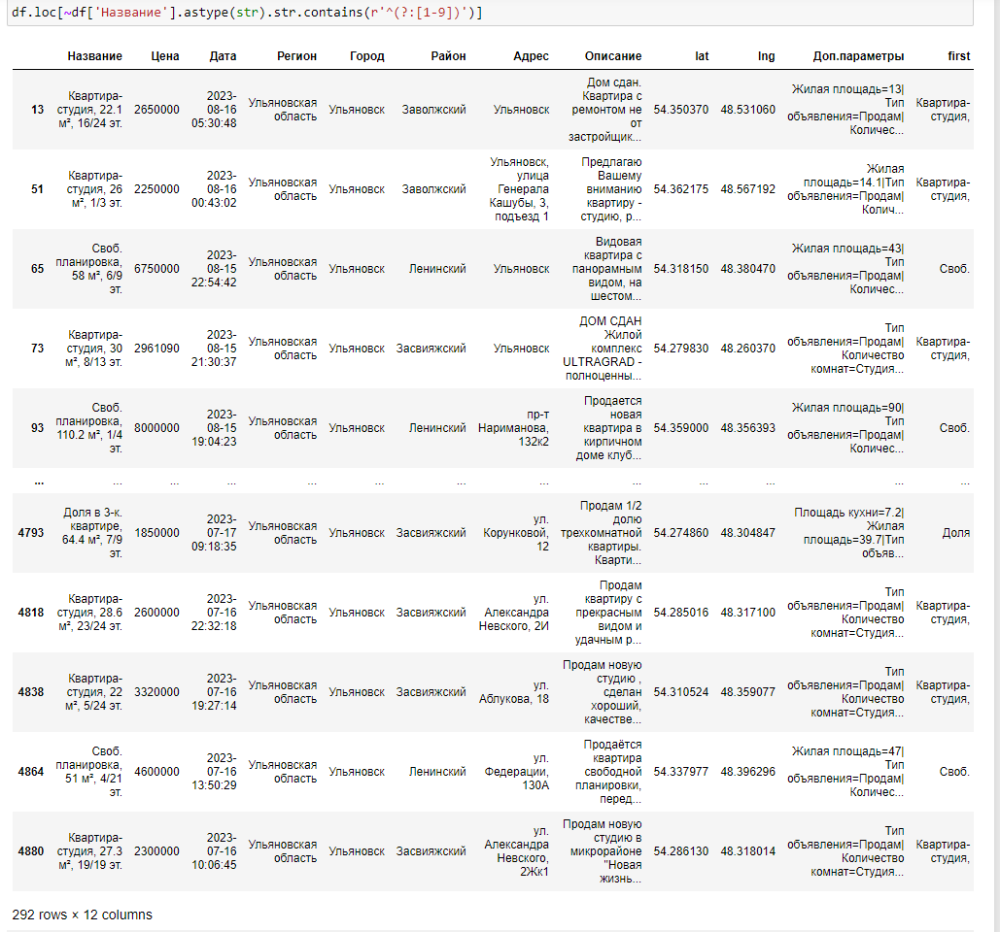 df.loc[~df['Название'].astype(str).str.contains(r'^(?:[1-9])')]
Название Цена Дата Регион Город Район Адрес Описание lat lng Доп.параметры first
13 Квартира-студия, 22.1 м², 16/24 эт. 2650000 2023-08-16 05:30:48 Ульяновская область Ульяновск Заволжский Ульяновск Дом сдан. Квартира с ремонтом не от застройщик... 54.350370 48.531060 Жилая площадь=13|Тип объявления=Продам|Количес... Квартира-студия,
51 Квартира-студия, 26 м², 1/3 эт. 2250000 2023-08-16 00:43:02 Ульяновская область Ульяновск Заволжский Ульяновск, улица Генерала Кашубы, 3, подъезд 1 Предлагаю Вашему вниманию квартиру - студию, р... 54.362175 48.567192 Жилая площадь=14.1|Тип объявления=Продам|Колич... Квартира-студия,
65 Своб. планировка, 58 м², 6/9 эт. 6750000 2023-08-15 22:54:42 Ульяновская область Ульяновск Ленинский Ульяновск Видовая квартира с панорамным видом, на шестом... 54.318150 48.380470 Жилая площадь=43|Тип объявления=Продам|Количес... Своб.
73 Квартира-студия, 30 м², 8/13 эт. 2961090 2023-08-15 21:30:37 Ульяновская область Ульяновск Засвияжский Ульяновск ДОМ СДАН Жилой комплекс ULTRAGRAD - полноценны... 54.279830 48.260370 Тип объявления=Продам|Количество комнат=Студия... Квартира-студия,
93 Своб. планировка, 110.2 м², 1/4 эт. 8000000 2023-08-15 19:04:23 Ульяновская область Ульяновск Ленинский пр-т Нариманова, 132к2 Продается новая квартира в кирпичном доме клуб... 54.359000 48.356393 Жилая площадь=90|Тип объявления=Продам|Количес... Своб.
... ... ... ... ... ... ... ... ... ... ... ... ...
4793 Доля в 3-к. квартире, 64.4 м², 7/9 эт. 1850000 2023-07-17 09:18:35 Ульяновская область Ульяновск Засвияжский ул. Корунковой, 12 Продам 1/2 долю трехкомнатной квартиры. Кварти... 54.274860 48.304847 Площадь кухни=7.2|Жилая площадь=39.7|Тип объяв... Доля
4818 Квартира-студия, 28.6 м², 23/24 эт. 2600000 2023-07-16 22:32:18 Ульяновская область Ульяновск Засвияжский ул. Александра Невского, 2И Продам квартиру с прекрасным видом и удачным р... 54.285016 48.317100 Тип объявления=Продам|Количество комнат=Студия... Квартира-студия,
4838 Квартира-студия, 22 м², 5/24 эт. 3320000 2023-07-16 19:27:14 Ульяновская область Ульяновск Засвияжский ул. Аблукова, 18 Продам новую студию , сделан хороший, качестве... 54.310524 48.359077 Тип объявления=Продам|Количество комнат=Студия... Квартира-студия,
4864 Своб. планировка, 51 м², 4/21 эт. 4600000 2023-07-16 13:50:29 Ульяновская область Ульяновск Ленинский ул. Федерации, 130А Продаётся квартира свободной планировки, перед... 54.337977 48.396296 Жилая площадь=47|Тип объявления=Продам|Количес... Своб.
4880 Квартира-студия, 27.3 м², 19/19 эт. 2300000 2023-07-16 10:06:45 Ульяновская область Ульяновск Засвияжский ул. Александра Невского, 2Жк1 Продам новую студию в микрорайоне "Новая жизнь... 54.286130 48.318014 Тип объявления=Продам|Количество комнат=Студия... Квартира-студия,
292 rows × 12 columns